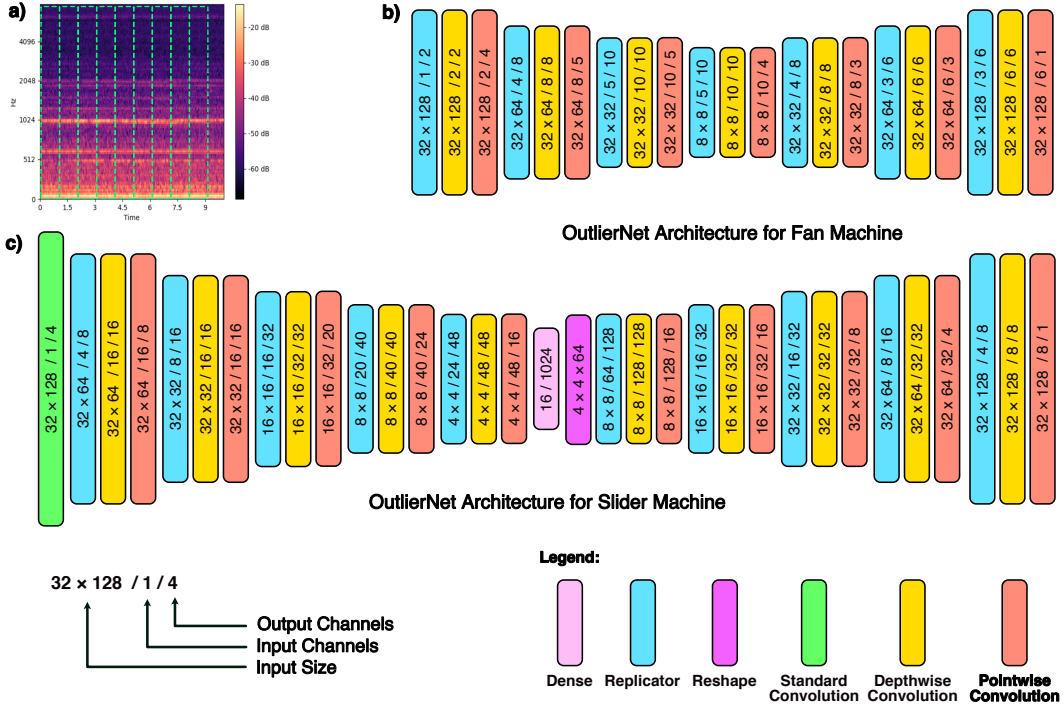 a)
4096
2048
1024
512
0
Hz
0 1.5 3 4.5 6 7.5 9
Time
-20 dB
-30 dB
-40 dB
-50 dB
-60 dB
b)
32 × 128 / 1 / 2
32 × 128 / 2 / 2
32 × 128 / 2 / 4
32 × 64 / 4 / 8
32 × 64 / 8 / 8
32 × 64 / 8 / 5
32 × 32 / 5 / 10
32 × 32 / 10 / 10
32 × 32 / 10 / 5
8 × 8 / 5 / 10
8 × 8 / 10 / 10
8 × 8 / 10 / 4
32 × 32 / 4 / 8
32 × 32 / 8 / 8
32 × 32 / 8 / 3
32 × 64 / 3 / 6
32 × 64 / 6 / 6
32 × 64 / 6 / 3
32 × 128 / 3 / 6
32 × 128 / 6 / 6
32 × 128 / 6 / 1
OutlierNet Architecture for Fan Machine
c)
32 × 128 / 1 / 4
32 × 64 / 4 / 8
32 × 64 / 16 / 16
32 × 64 / 16 / 8
32 × 32 / 8 / 16
32 × 32 / 16 / 16
32 × 32 / 16 / 16
16 × 16 / 16 / 32
16 × 16 / 32 / 32
16 × 16 / 32 / 20
8 × 8 / 20 / 40
8 × 8 / 40 / 40
8 × 8 / 40 / 24
4 × 4 / 24 / 48
4 × 4 / 48 / 48
4 × 4 / 48 / 16
16 / 1024
4 × 4 × 64
8 × 8 / 64 / 128
8 × 8 / 128 / 128
8 × 8 / 128 / 16
16 × 16 / 16 / 32
16 × 16 / 32 / 32
16 × 16 / 32 / 16
32 × 32 / 16 / 32
32 × 32 / 32 / 32
32 × 32 / 32 / 8
32 × 64 / 8 / 16
32 × 64 / 32 / 32
32 × 64 / 32 / 4
32 × 128 / 4 / 8
32 × 128 / 8 / 8
32 × 128 / 8 / 1
OutlierNet Architecture for Slider Machine
32 × 128 / 1 / 4
Output Channels
Input Channels
Input Size
Legend:
Dense
Replicator
Reshape
Standard
Convolution
Depthwise
Convolution
Pointwise
Convolution